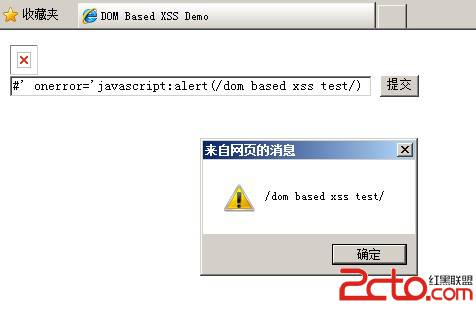 收藏夹
DOM Based XSS Demo
#' onerror='javascript:alert(/dom based xss test/)
提交
来自网页的消息
/dom based xss test/
确定
2cto
红黑联盟
.com